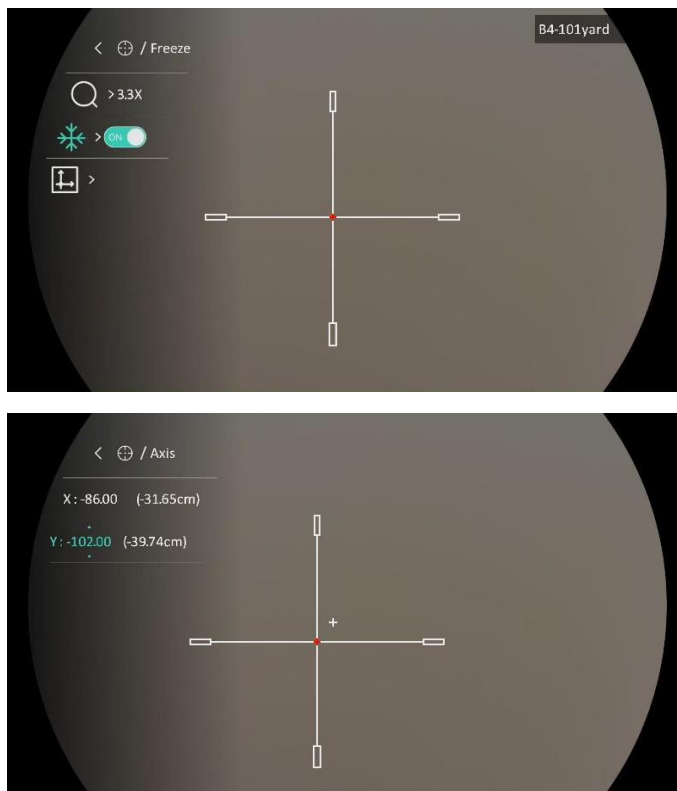 B4-101yard
< / Freeze
> 3.3X
> ON
>
< / Axis
X : -86.00 (-31.65cm)
Y : -102.00 (-39.74cm)